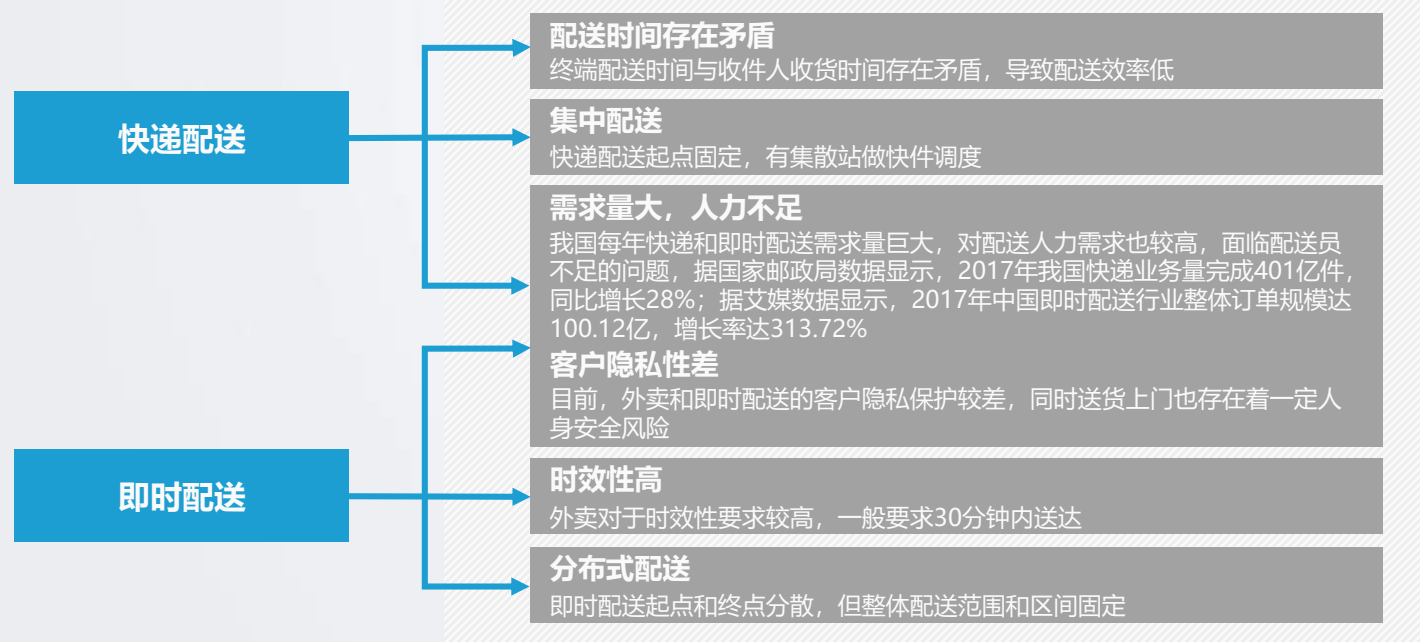 配送时间存在矛盾
终端配送时间与收件人收货时间存在矛盾，导致配送效率低
快递配送
集中配送
快递配送起点固定，有集散站做快件调度
需求量大，人力不足
我国每年快递和即时配送需求量巨大，对配送人力需求也较高，面临配送员
不足的问题，据国家邮政局数据显示，2017年我国快递业务量完成401亿件，
同比增长28%；据艾媒数据显示，2017年中国即时配送行业整体订单规模达
100.12亿，增长率达313.72%
客户隐私性差
目前，外卖和即时配送的客户隐私保护较差，同时送货上门也存在着一定人
身安全风险
即时配送
时效性高
外卖对于时效性要求较高，一般要求30分钟内送达
分布式配送
即时配送起点和终点分散，但整体配送范围和区间固定